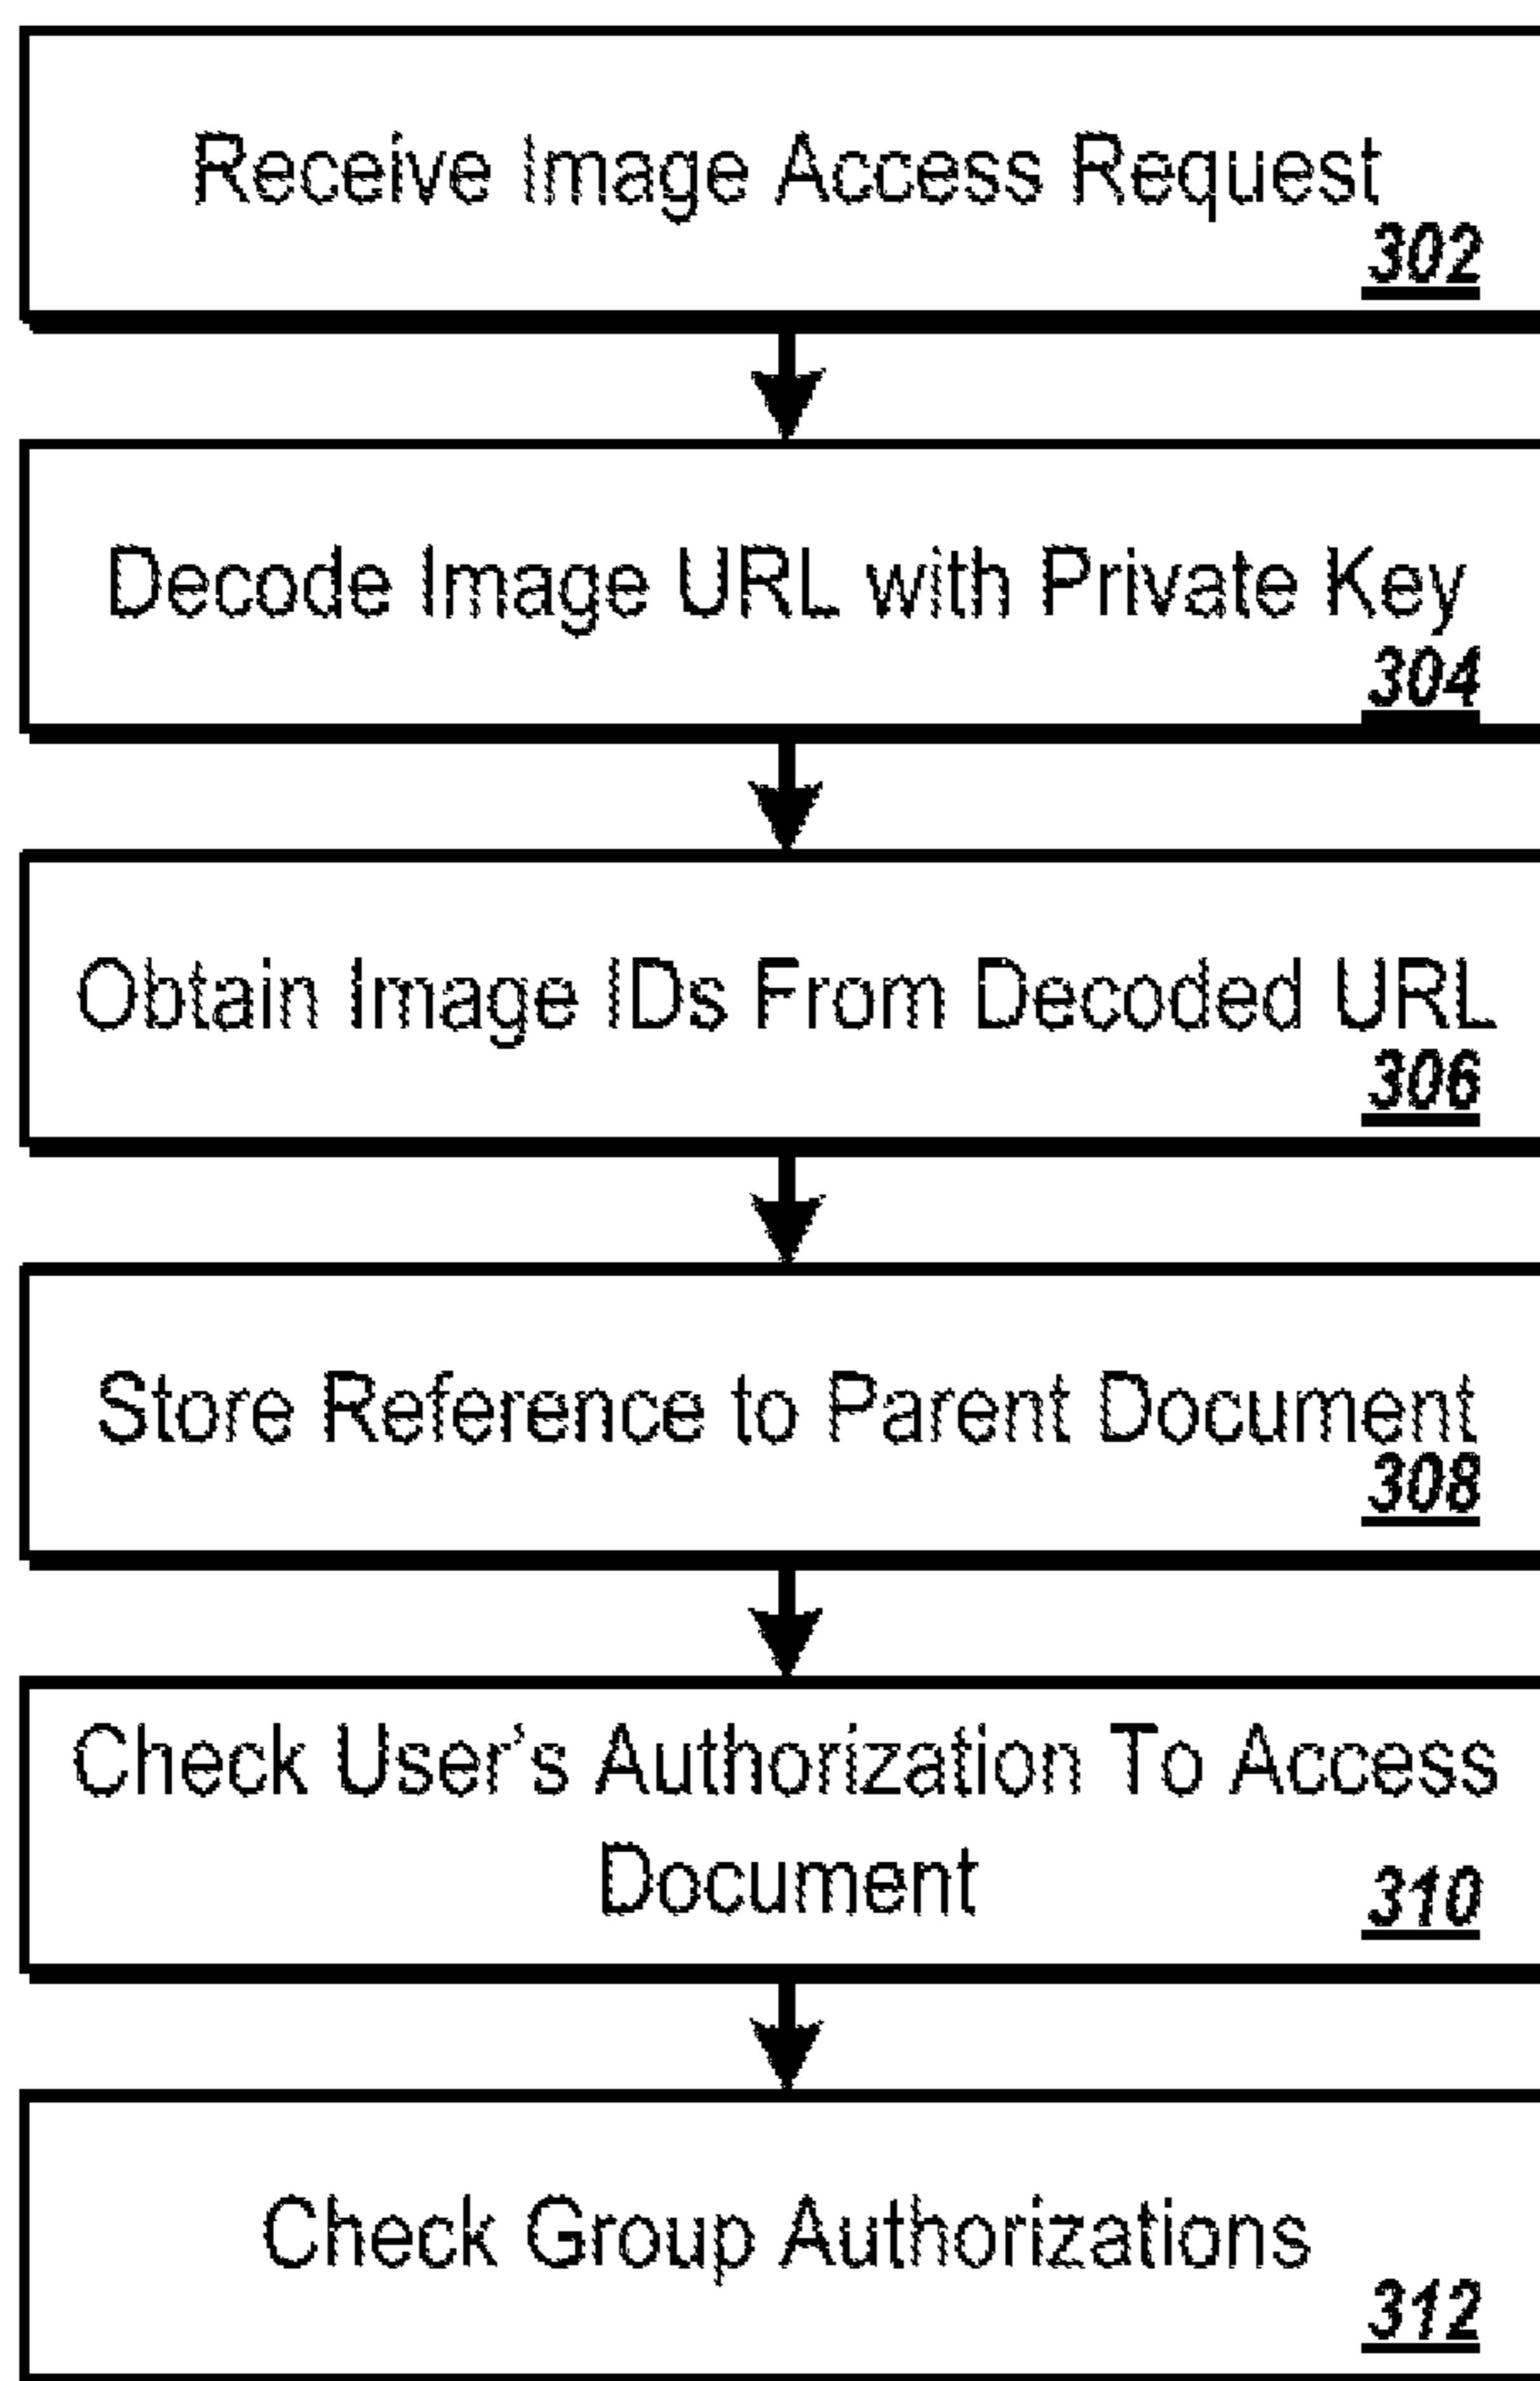 Receive Image Access Request
302
Decode Image URL with Private Key
304
Obtain Image IDs From Decoded URL
306
Store Reference to Parent Document
308
Check User's Authorization To Access
Document
310
Check Group Authorizations
312